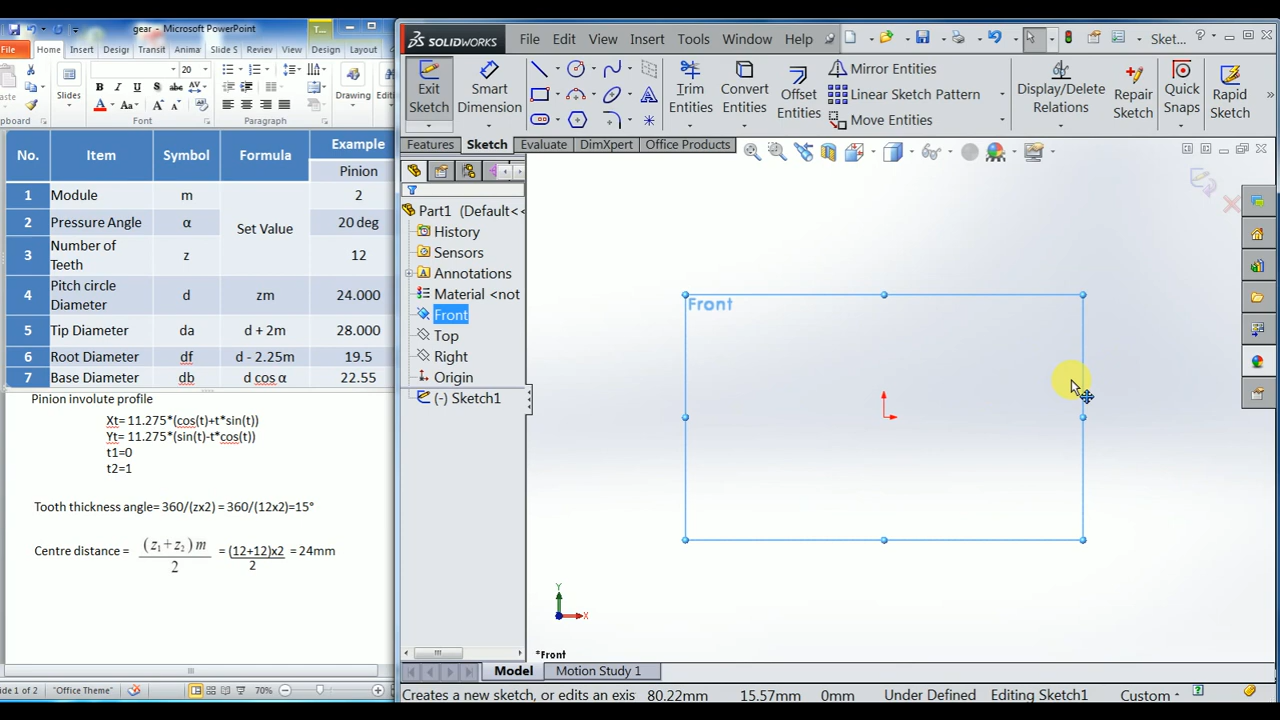 gear - Microsoft PowerPoint
T...
File
Home
Insert
Design
Transit
Anima
Slide S
Review
View
Design
Layout
Paste
Slides
20
Drawing
Editing
Clipboard
Font
Paragraph
No.
Item
Symbol
Formula
Example
Pinion
1
Module
m
Set Value
2
2
Pressure Angle
α
20 deg
3
Number of
Teeth
z
12
4
Pitch circle
Diameter
d
zm
24.000
5
Tip Diameter
da
d + 2m
28.000
6
Root Diameter
df
d - 2.25m
19.5
7
Base Diameter
db
d cos α
22.55
Pinion involute profile
Xt= 11.275*(cos(t)+t*sin(t))
Yt= 11.275*(sin(t)-t*cos(t))
t1=0
t2=1
Tooth thickness angle= 360/(zx2) = 360/(12x2)=15°
Centre distance = (z1+z2)m / 2 = (12+12)x2 / 2 = 24mm
Slide 1 of 2
"Office Theme"
70%
SOLIDWORKS
File
Edit
View
Insert
Tools
Window
Help
Sket...
Exit
Sketch
Smart
Dimension
Trim
Entities
Convert
Entities
Offset
Entities
Mirror Entities
Linear Sketch Pattern
Move Entities
Display/Delete
Relations
Repair
Sketch
Quick
Snaps
Rapid
Sketch
Features
Sketch
Evaluate
DimXpert
Office Products
Part1 (Default<<
History
Sensors
Annotations
Material <not
Front
Top
Right
Origin
(-) Sketch1
Front
Y
X
*Front
Model
Motion Study 1
Creates a new sketch, or edits an exis
80.22mm
15.57mm
0mm
Under Defined
Editing Sketch1
Custom